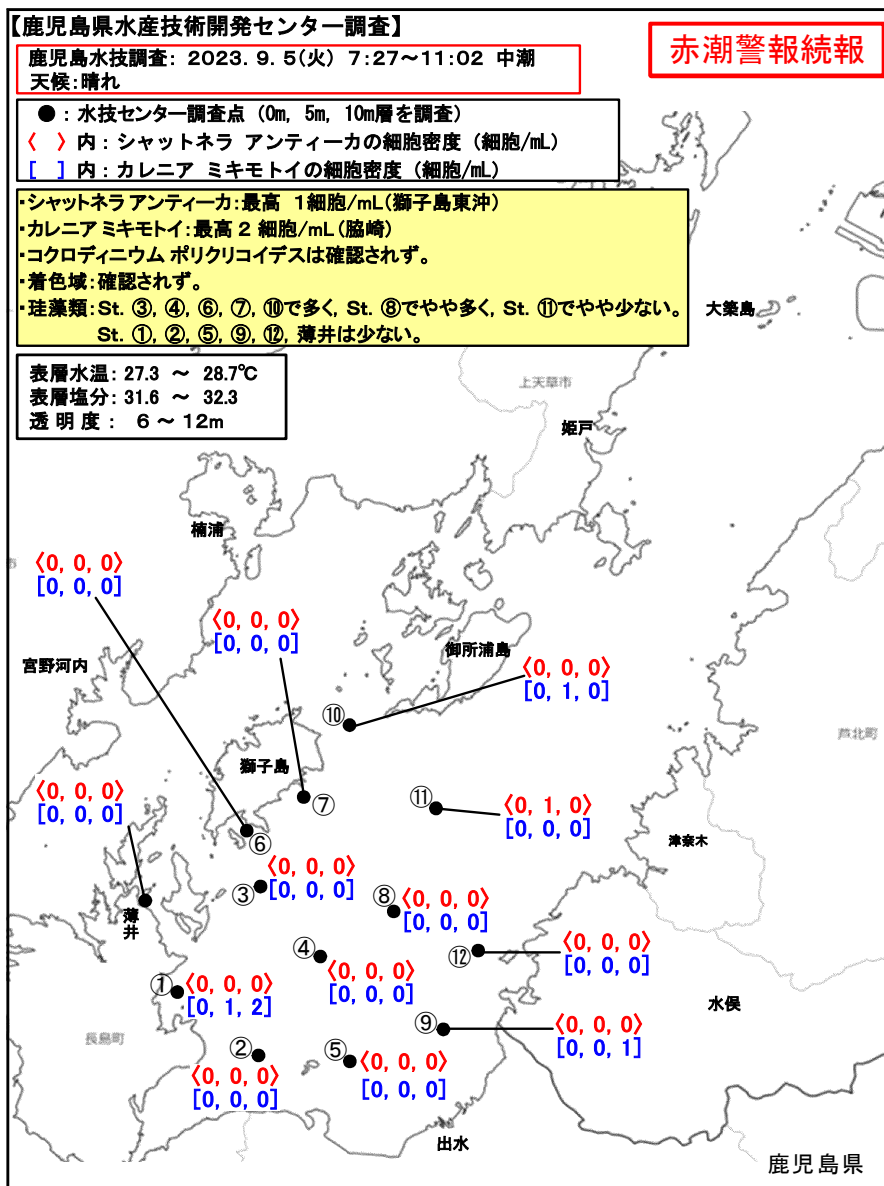 【鹿児島県水産技術開発センター調査】
赤潮警報続報
鹿児島水技調査: 2023. 9. 5(火) 7:27～11:02 中潮
天候:晴れ
● : 水技センター調査点 (0m, 5m, 10m層を調査)
〈 〉内 : シャットネラ アンティーカの細胞密度 (細胞/mL)
[ ]内 : カレニア ミキモトイの細胞密度 (細胞/mL)
・シャットネラ アンティーカ:最高 1細胞/mL(獅子島東沖)
・カレニア ミキモトイ:最高 2 細胞/mL (脇崎)
・コクロディニウム ポリクリコイデスは確認されず。
・着色域:確認されず。
・珪藻類:St. ③, ④, ⑥, ⑦, ⑩で多く, St. ⑧でやや多く, St. ⑪でやや少ない。
St. ①, ②, ⑤, ⑨, ⑫, 薄井は少ない。
大築島
表層水温: 27.3 ～ 28.7℃
表層塩分: 31.6 ～ 32.3
透明度: 6 ～ 12m
上天草市
姫戸
楠浦
市
〈0, 0, 0〉
[0, 0, 0]
〈0, 0, 0〉
[0, 0, 0]
御所浦島
宮野河内
〈0, 0, 0〉
[0, 1, 0]
⑩
芦北町
獅子島
〈0, 0, 0〉
[0, 0, 0]
⑦
⑪
〈0, 1, 0〉
[0, 0, 0]
⑥
津奈木
③
〈0, 0, 0〉
[0, 0, 0]
⑧
〈0, 0, 0〉
[0, 0, 0]
薄井
④
〈0, 0, 0〉
[0, 0, 0]
⑫
〈0, 0, 0〉
[0, 0, 0]
①
〈0, 0, 0〉
[0, 1, 2]
水俣
⑨
〈0, 0, 0〉
[0, 0, 1]
長島町
②
〈0, 0, 0〉
[0, 0, 0]
⑤
〈0, 0, 0〉
[0, 0, 0]
出水
鹿児島県